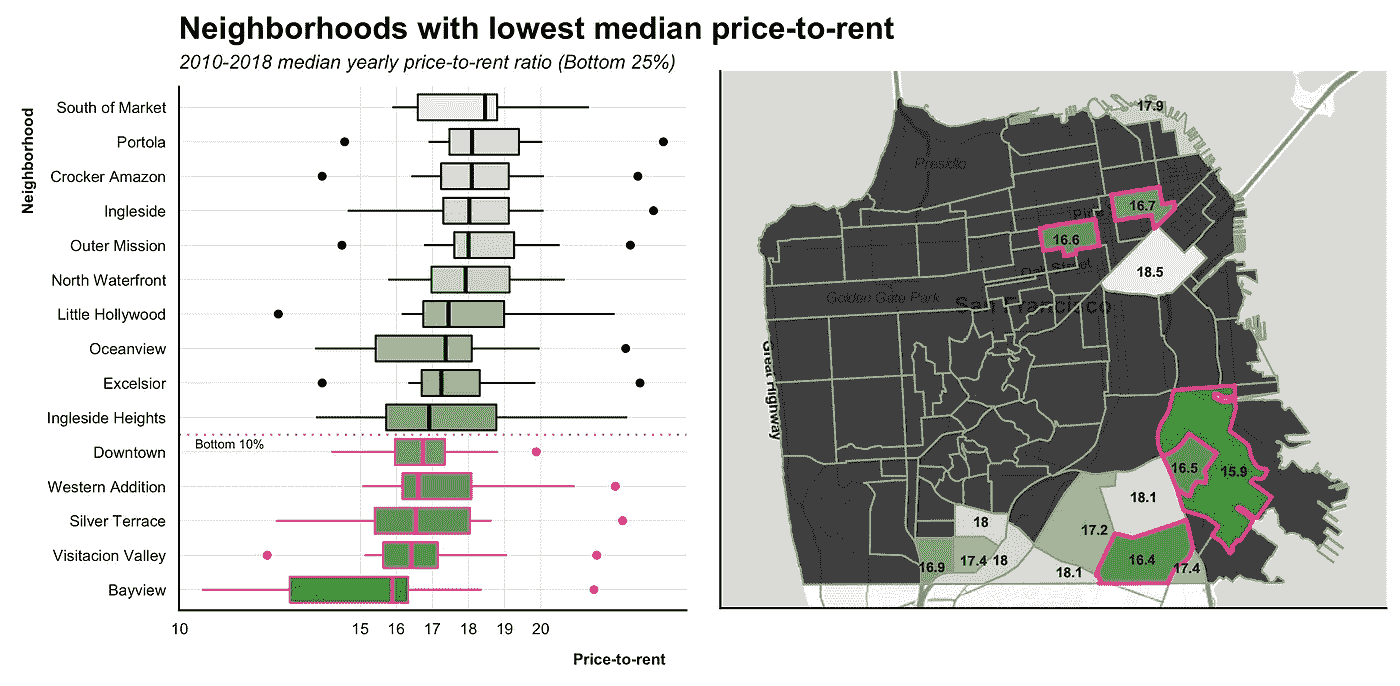 Neighborhoods with lowest median price-to-rent
2010-2018 median yearly price-to-rent ratio (Bottom 25%)
Neighborhood
South of Market
Portola
Crocker Amazon
Ingleside
Outer Mission
North Waterfront
Little Hollywood
Oceanview
Excelsior
Ingleside Heights
Bottom 10%
Downtown
Western Addition
Silver Terrace
Visitacion Valley
Bayview
10 15 16 17 18 19 20
Price-to-rent
17.9
Presidio
16.7
Pine
16.6
Oak Street
18.5
Golden Gate Park
San Francisco
Great Highway
16.5
15.9
18.1
18
17.2
16.9
17.4
18
18.1
16.4
17.4